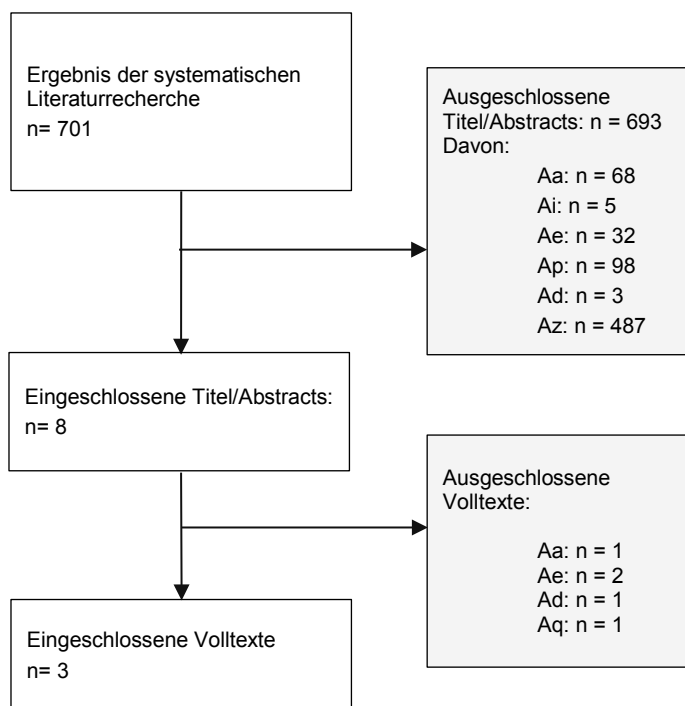 Ergebnis der systematischen
Literaturrecherche
n= 701
Ausgeschlossene
Titel/Abstracts: n = 693
Davon:
Aa: n = 68
Ai: n = 5
Ae: n = 32
Ap: n = 98
Ad: n = 3
Az: n = 487
Eingeschlossene Titel/Abstracts:
n= 8
Ausgeschlossene
Volltexte:
Aa: n = 1
Ae: n = 2
Ad: n = 1
Aq: n = 1
Eingeschlossene Volltexte
n= 3